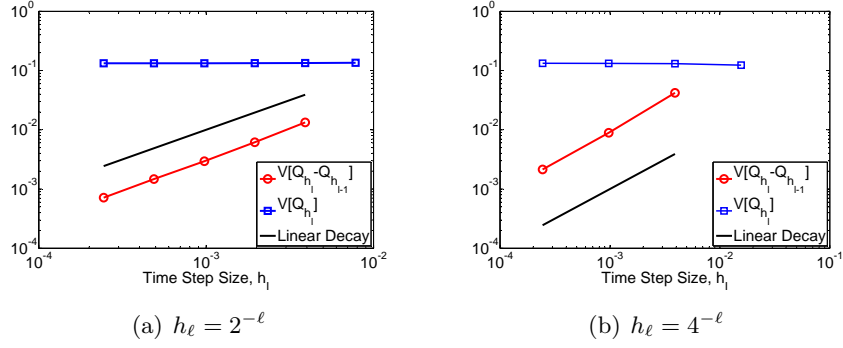 10^0
10^-1
10^-2
10^-3
10^-4
10^-4
10^-3
10^-2
Time Step Size, h_l
V[Q_{h_l}-Q_{h_{l-1}}]
V[Q_{h_l}]
Linear Decay
(a) h_ℓ = 2^{-ℓ}
10^0
10^-1
10^-2
10^-3
10^-4
10^-4
10^-3
10^-2
10^-1
Time Step Size, h_l
V[Q_{h_l}-Q_{h_{l-1}}]
V[Q_{h_l}]
Linear Decay
(b) h_ℓ = 4^{-ℓ}